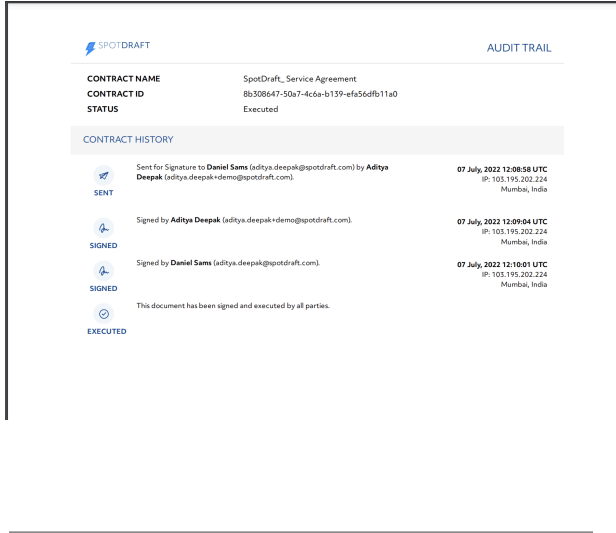 SPOTDRAFT
AUDIT TRAIL
CONTRACT NAME SpotDraft_ Service Agreement
CONTRACT ID 8b308647-50a7-4c6a-b139-efa56dfb11a0
STATUS Executed
CONTRACT HISTORY
SENT
Sent for Signature to Daniel Sams (aditya.deepak@spotdraft.com) by Aditya
Deepak (aditya.deepak+demo@spotdraft.com).
07 July, 2022 12:08:58 UTC
IP: 103.195.202.224
Mumbai, India
SIGNED
Signed by Aditya Deepak (aditya.deepak+demo@spotdraft.com).
07 July, 2022 12:09:04 UTC
IP: 103.195.202.224
Mumbai, India
SIGNED
Signed by Daniel Sams (aditya.deepak@spotdraft.com).
07 July, 2022 12:10:01 UTC
IP: 103.195.202.224
Mumbai, India
EXECUTED
This document has been signed and executed by all parties.